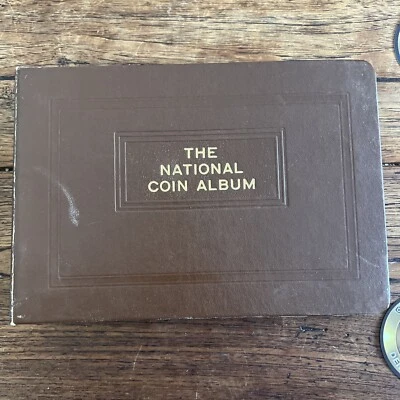 THE
NATIONAL
COIN ALBUM